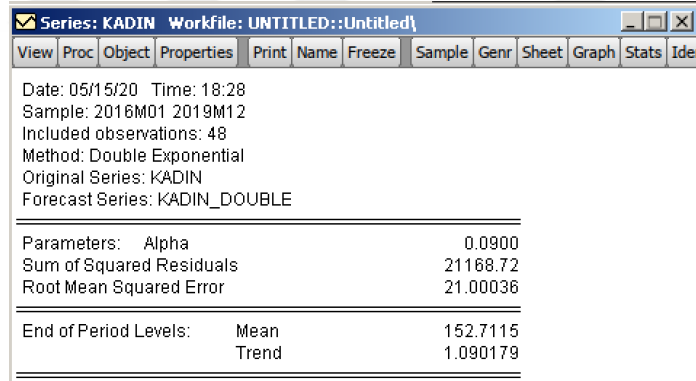 Series: KADIN Workfile: UNTITLED::Untitled\
View Proc Object Properties Print Name Freeze Sample Genr Sheet Graph Stats Ide
Date: 05/15/20 Time: 18:28
Sample: 2016M01 2019M12
Included observations: 48
Method: Double Exponential
Original Series: KADIN
Forecast Series: KADIN_DOUBLE
Parameters: Alpha 0.0900
Sum of Squared Residuals 21168.72
Root Mean Squared Error 21.00036
End of Period Levels: Mean 152.7115
Trend 1.090179